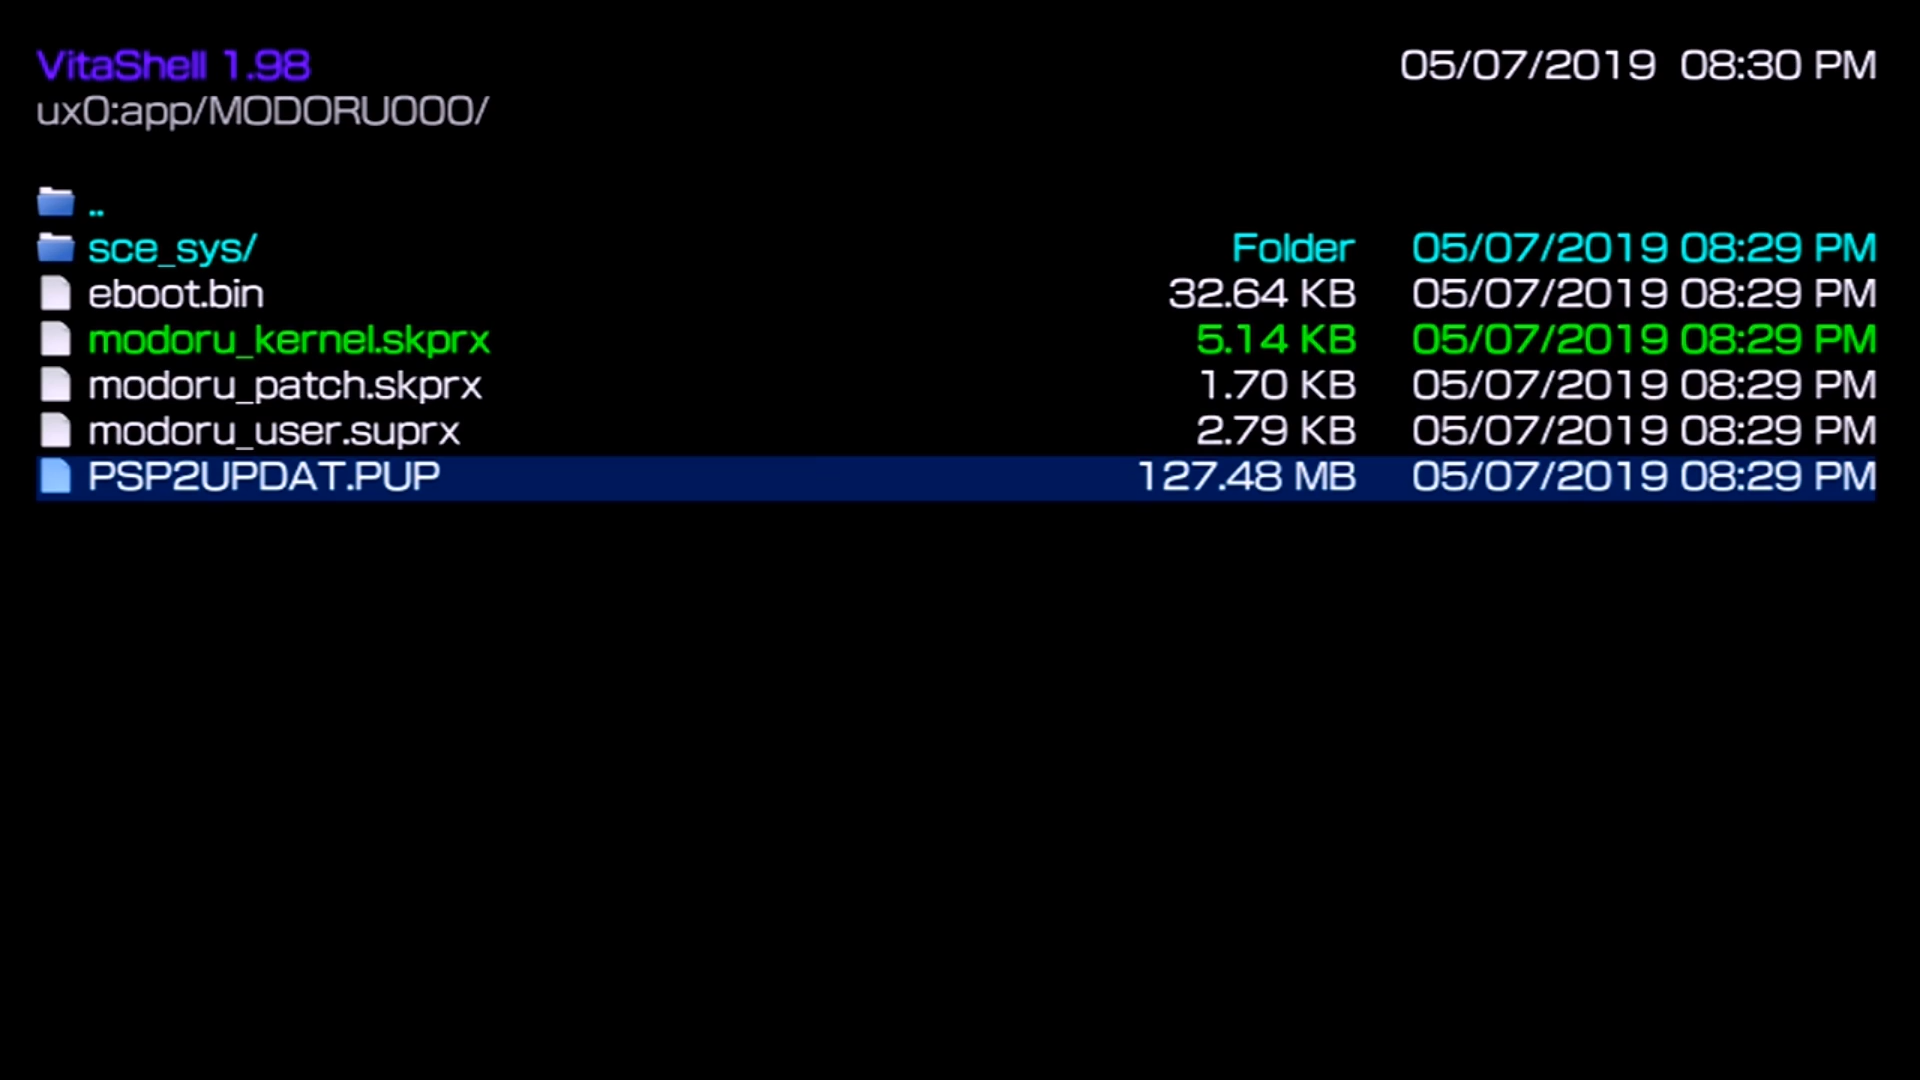 VitaShell 1.98 05/07/2019 08:30 PM
ux0:app/MODORU000/
..
sce_sys/ Folder 05/07/2019 08:29 PM
eboot.bin 32.64 KB 05/07/2019 08:29 PM
modoru_kernel.skprx 5.14 KB 05/07/2019 08:29 PM
modoru_patch.skprx 1.70 KB 05/07/2019 08:29 PM
modoru_user.suprx 2.79 KB 05/07/2019 08:29 PM
PSP2UPDAT.PUP 127.48 MB 05/07/2019 08:29 PM